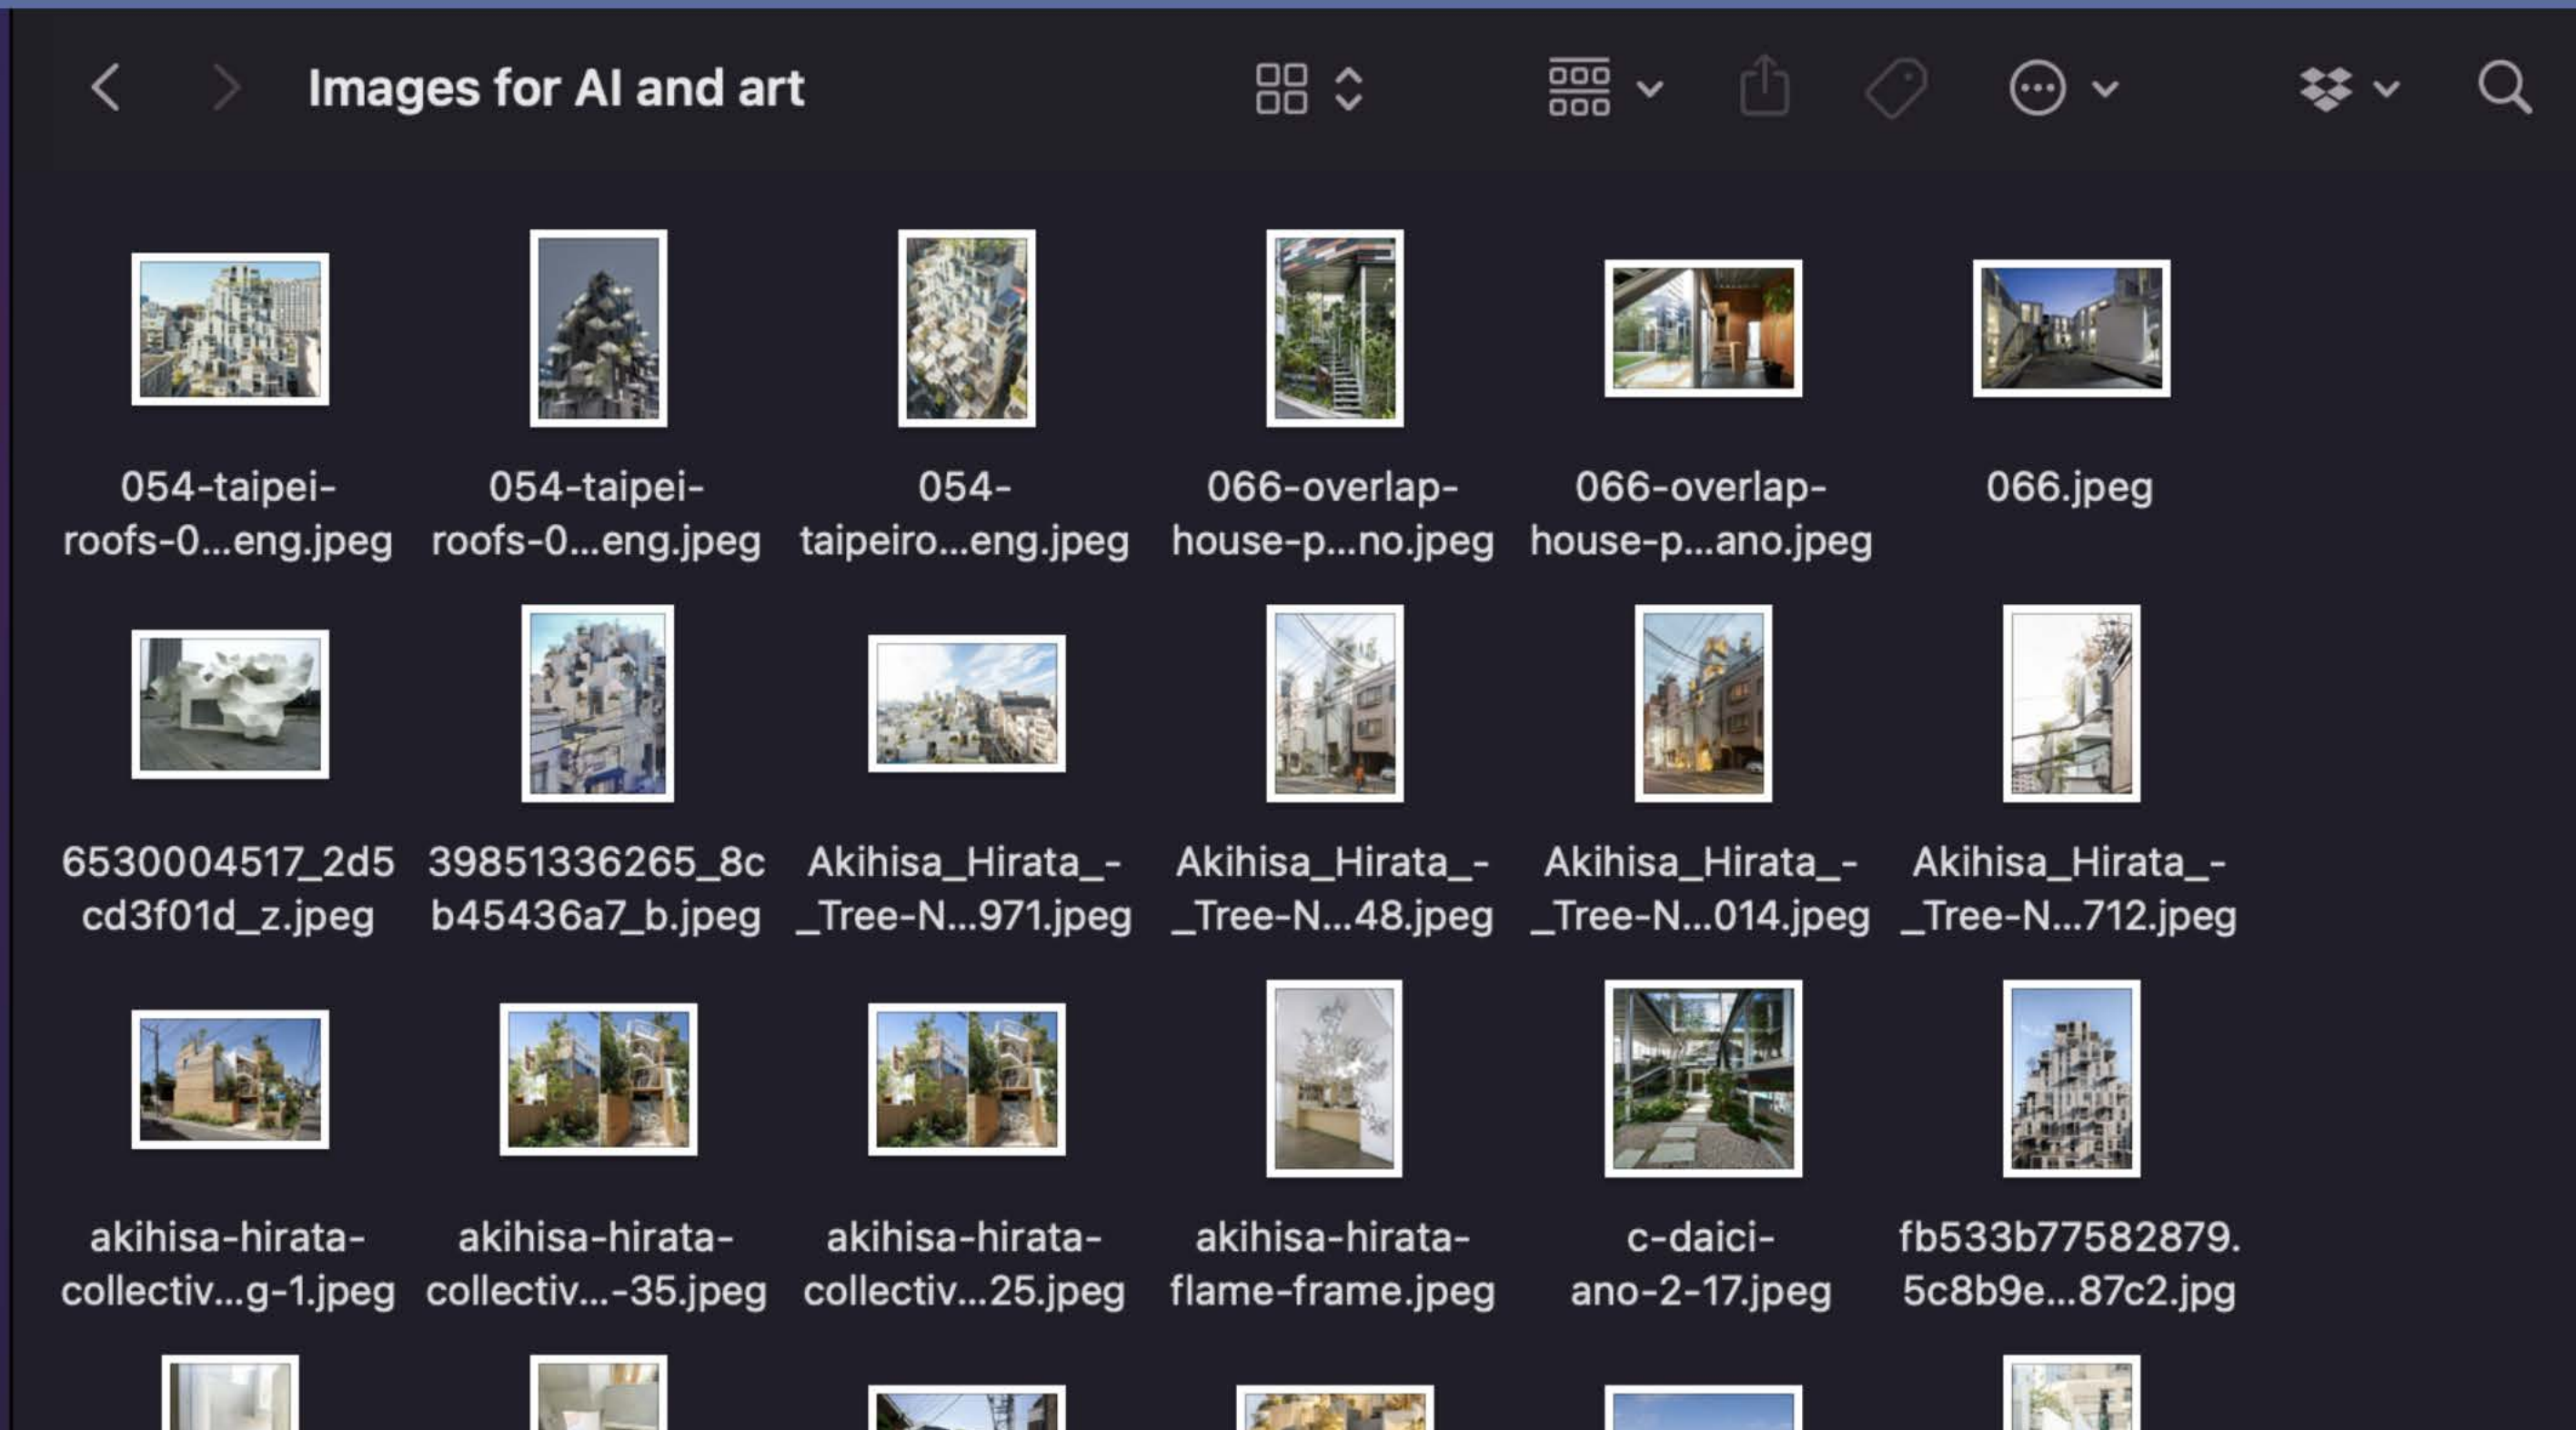 Images for AI and art
054-taipei-
roofs-0...eng.jpeg
054-taipei-
roofs-0...eng.jpeg
054-
taipeiro...eng.jpeg
066-overlap-
house-p...no.jpeg
066-overlap-
house-p...ano.jpeg
066.jpeg
6530004517_2d5
cd3f01d_z.jpeg
39851336265_8c
b45436a7_b.jpeg
Akihisa_Hirata_-
_Tree-N...971.jpeg
Akihisa_Hirata_-
_Tree-N...48.jpeg
Akihisa_Hirata_-
_Tree-N...014.jpeg
Akihisa_Hirata_-
_Tree-N...712.jpeg
akihisa-hirata-
collectiv...g-1.jpeg
akihisa-hirata-
collectiv...-35.jpeg
akihisa-hirata-
collectiv...25.jpeg
akihisa-hirata-
flame-frame.jpeg
c-daici-
ano-2-17.jpeg
fb533b77582879.
5c8b9e...87c2.jpg